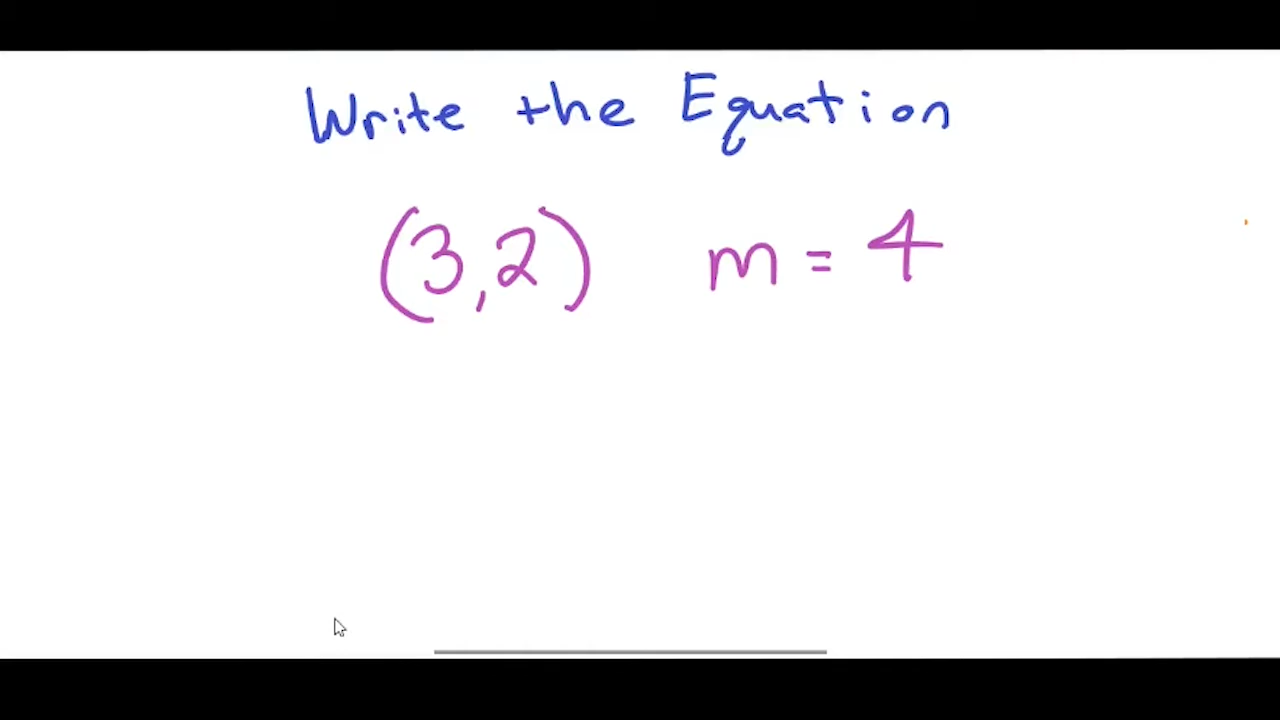 Write the Equation
(3,2) m = 4